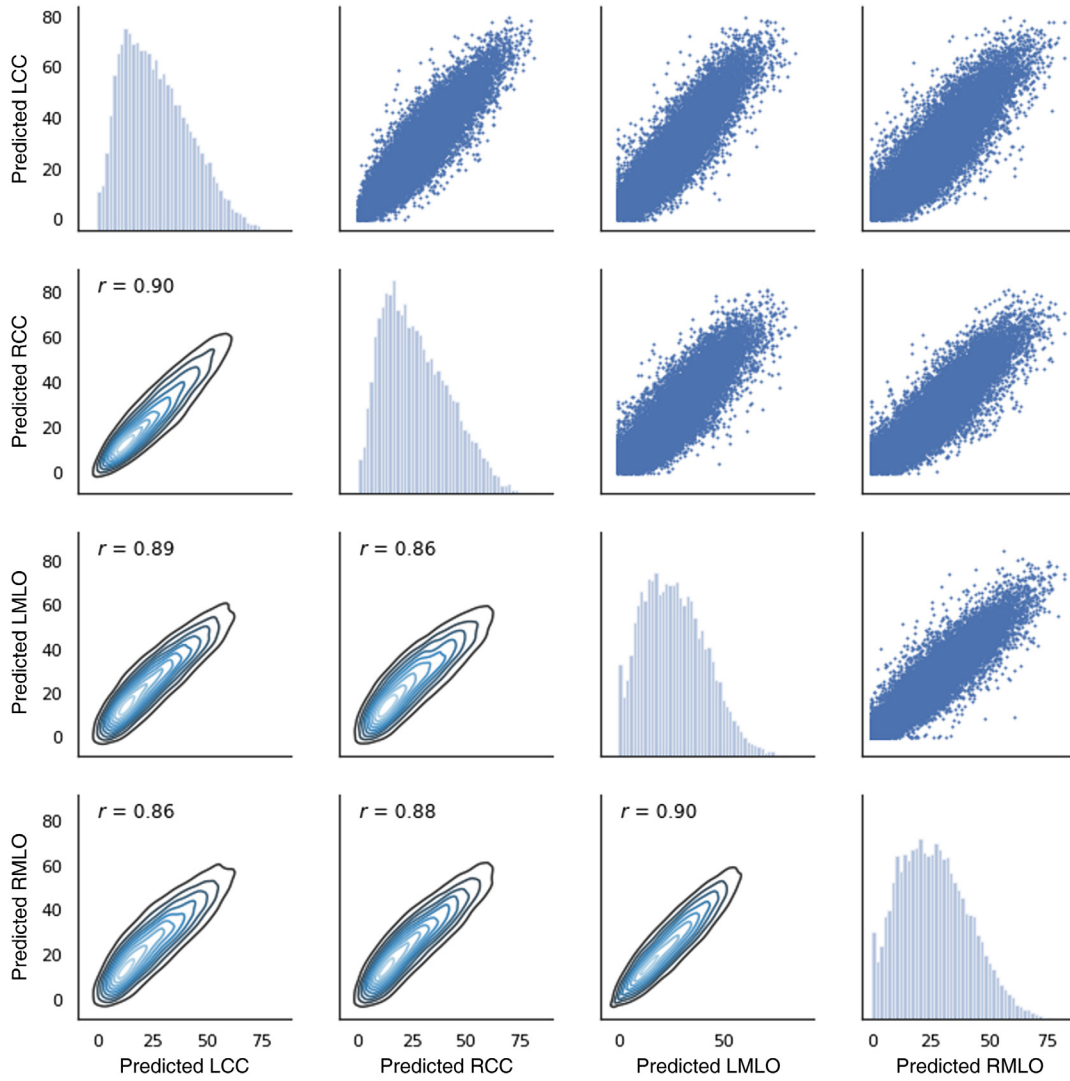 80
60
40
20
0
Predicted LCC
r = 0.90
80
60
40
20
0
Predicted RCC
r = 0.89
r = 0.86
80
60
40
20
0
Predicted LMLO
r = 0.86
r = 0.88
r = 0.90
80
60
40
20
0
Predicted RMLO
0 25 50 75
0 25 50 75
0 25 50 75
0 50 75
Predicted LCC
Predicted RCC
Predicted LMLO
Predicted RMLO